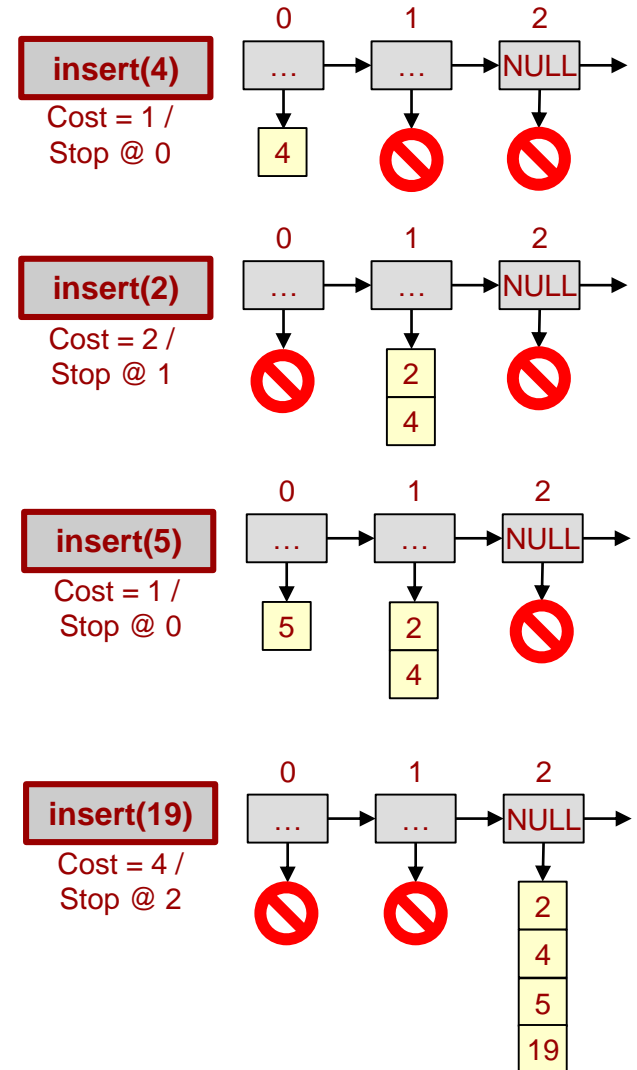 0 1 2
insert(4)
… … NULL
Cost = 1 /
Stop @ 0
4
0 1 2
insert(2)
… … NULL
Cost = 2 /
Stop @ 1
2
4
0 1 2
insert(5)
… … NULL
Cost = 1 /
Stop @ 0
5 2
4
0 1 2
insert(19)
… … NULL
Cost = 4 /
Stop @ 2
2
4
5
19